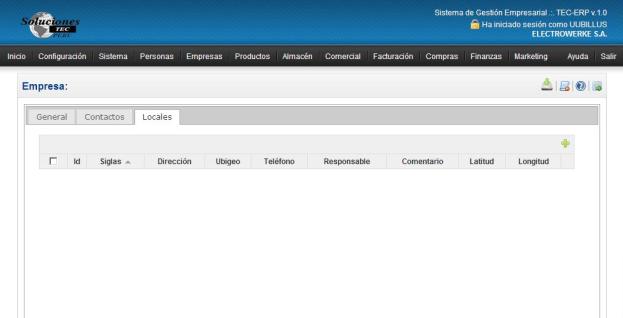 Soluciones
TEC
PERU
Sistema de Gestión Empresarial .:. TEC-ERP v.1.0
Ha iniciado sesión como UUBILLUS
ELECTROWERKE S.A.
Inicio Configuración Sistema Personas Empresas Productos Almacén Comercial Facturación Compras Finanzas Marketing Ayuda Salir
Empresa:
General Contactos Locales
Id Siglas Dirección Ubigeo Teléfono Responsable Comentario Latitud Longitud